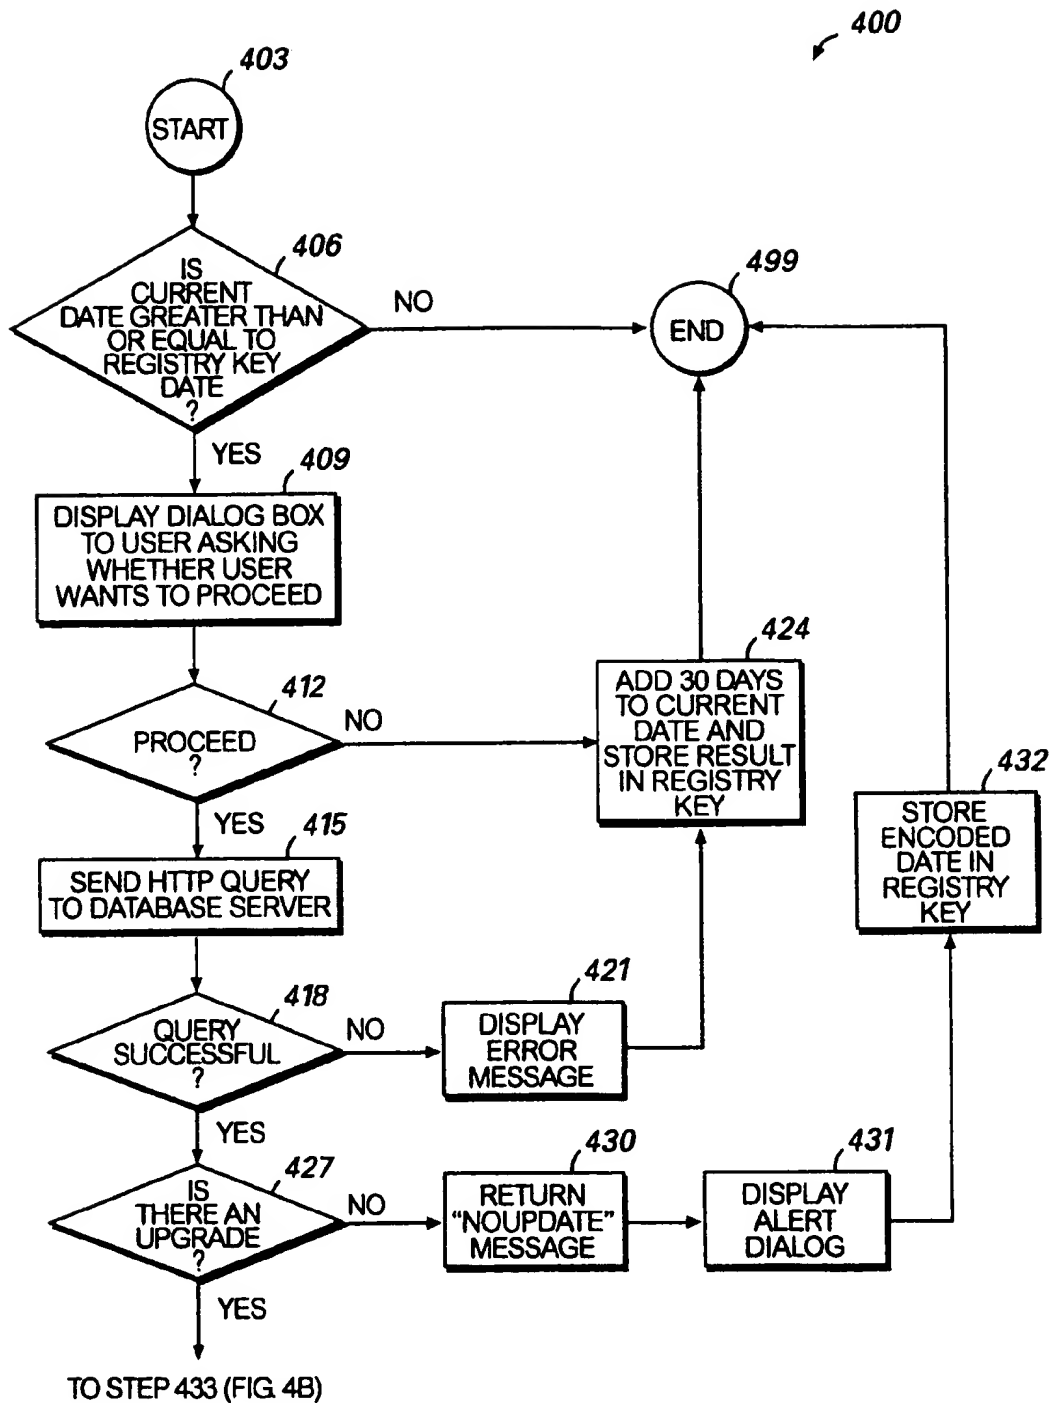 400
403
START
406
IS
CURRENT
DATE GREATER THAN
OR EQUAL TO
REGISTRY KEY
DATE
?
NO
499
END
YES
409
DISPLAY DIALOG BOX
TO USER ASKING
WHETHER USER
WANTS TO PROCEED
412
PROCEED
?
NO
424
ADD 30 DAYS
TO CURRENT
DATE AND
STORE RESULT
IN REGISTRY
KEY
432
STORE
ENCODED
DATE IN
REGISTRY
KEY
YES
415
SEND HTTP QUERY
TO DATABASE SERVER
418
QUERY
SUCCESSFUL
?
NO
421
DISPLAY
ERROR
MESSAGE
YES
427
IS
THERE AN
UPGRADE
?
NO
430
RETURN
“NOUPDATE”
MESSAGE
431
DISPLAY
ALERT
DIALOG
YES
TO STEP 433 (FIG. 4B)